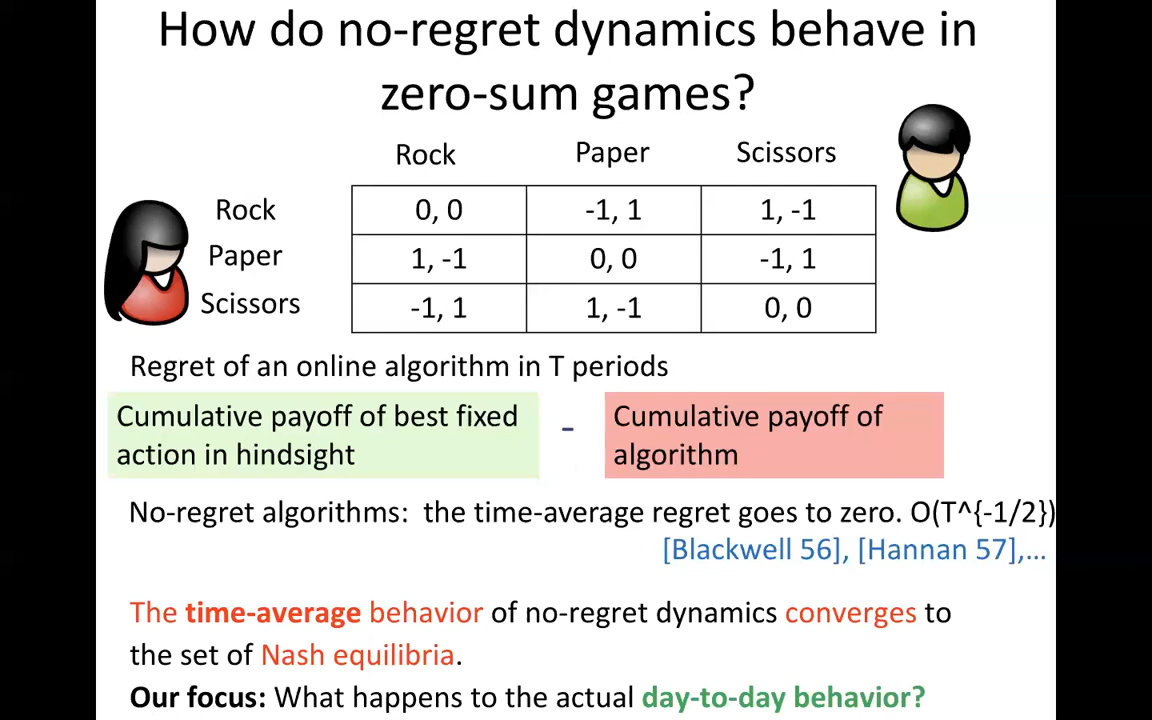 How do no-regret dynamics behave in
zero-sum games?
Rock Paper Scissors
Rock 0, 0 -1, 1 1, -1
Paper 1, -1 0, 0 -1, 1
Scissors -1, 1 1, -1 0, 0
Regret of an online algorithm in T periods
Cumulative payoff of best fixed
action in hindsight
-
Cumulative payoff of
algorithm
No-regret algorithms: the time-average regret goes to zero. O(T^{-1/2})
[Blackwell 56], [Hannan 57],...
The time-average behavior of no-regret dynamics converges to
the set of Nash equilibria.
Our focus: What happens to the actual day-to-day behavior?